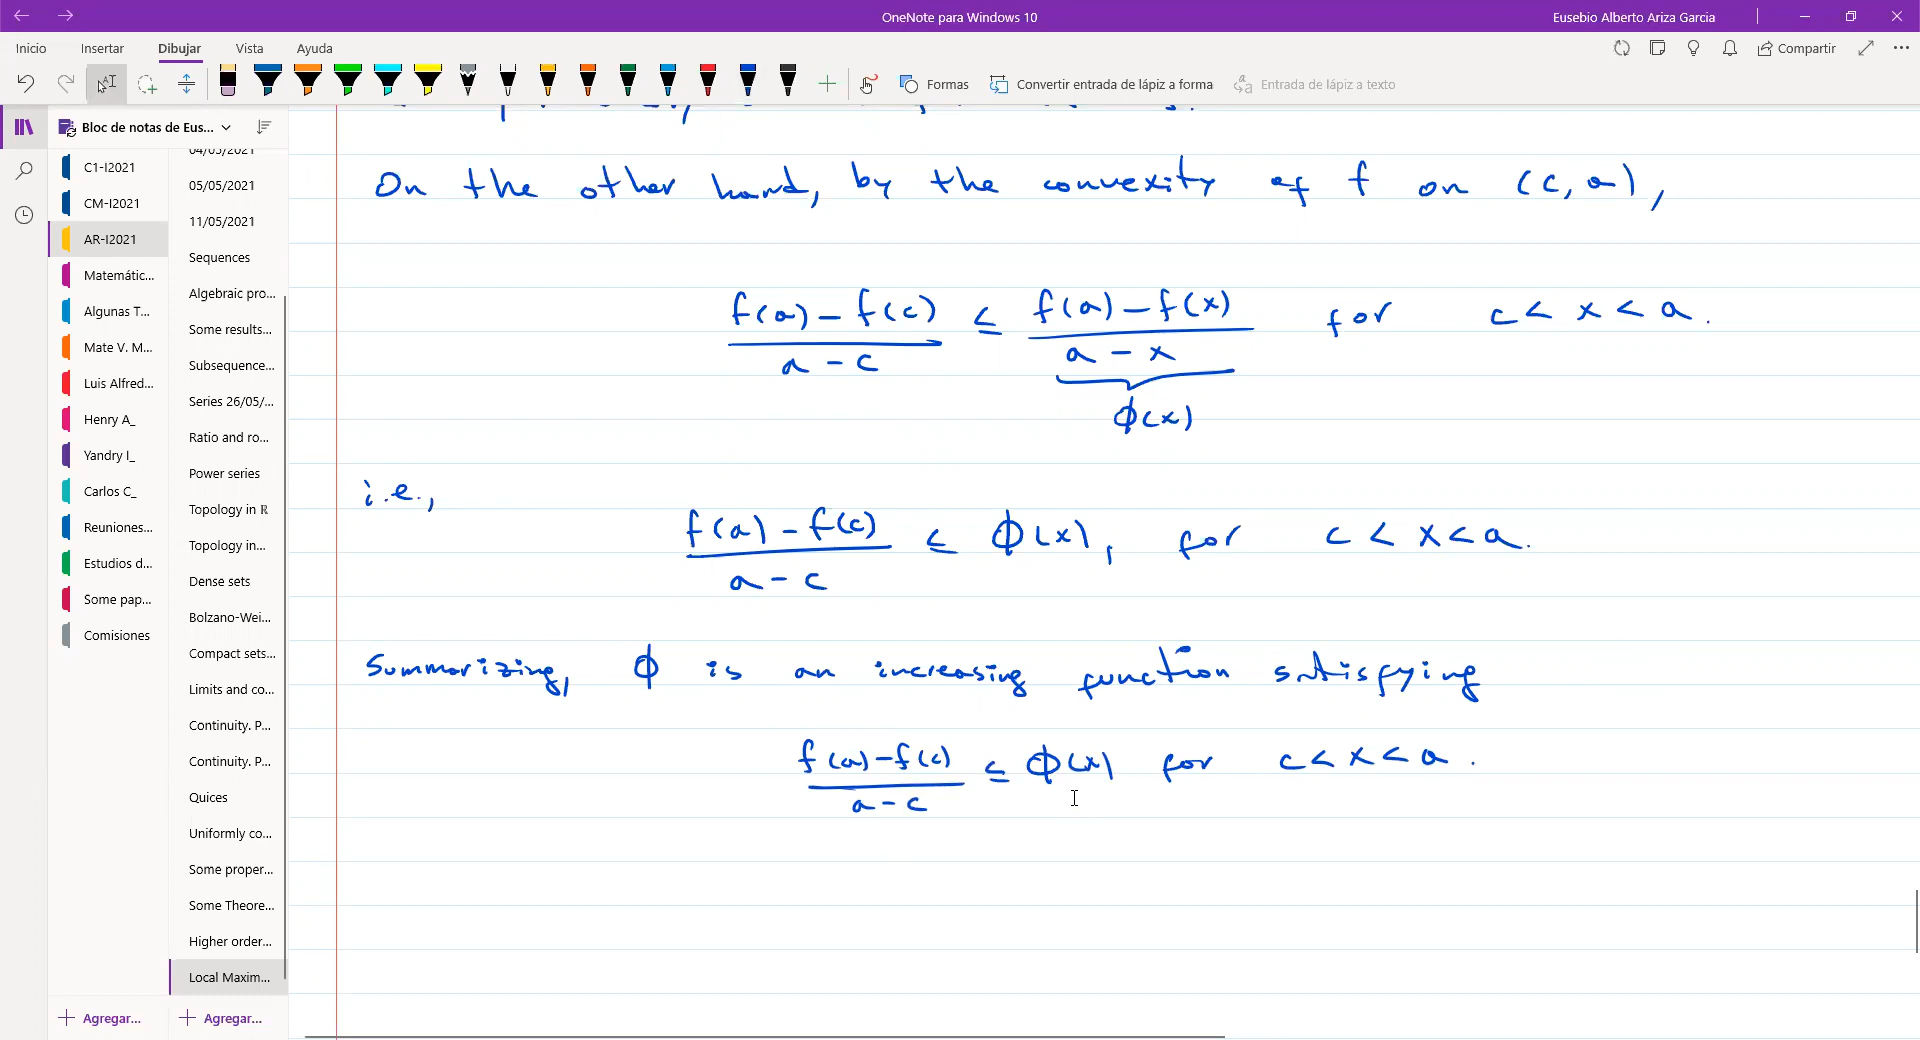 OneNote para Windows 10
Eusebio Alberto Ariza Garcia
Inicio
Insertar
Dibujar
Vista
Ayuda
Compartir
Formas
Convertir entrada de lápiz a forma
Entrada de lápiz a texto
Bloc de notas de Eus...
C1-I2021
CM-I2021
AR-I2021
Matemátic...
Algunas T...
Mate V. M...
Luis Alfred...
Henry A_
Yandry I_
Carlos C_
Reuniones...
Estudios d...
Some pap...
Comisiones
Agregar...
04/05/2021
05/05/2021
11/05/2021
Sequences
Algebraic pro...
Some results...
Subsequence...
Series 26/05/...
Ratio and ro...
Power series
Topology in ℝ
Topology in...
Dense sets
Bolzano-Wei...
Compact sets...
Limits and co...
Continuity. P...
Continuity. P...
Quices
Uniformly co...
Some proper...
Some Theore...
Higher order...
Local Maxim...
Agregar...
On the other hand, by the convexity of f on (c, a),
f(a) – f(c) ≤ f(a) – f(x) for c < x < a.
a – c a – x
ϕ(x)
i.e.,
f(a) – f(c) ≤ ϕ(x), for c < x < a.
a – c
Summarizing, ϕ is an increasing function satisfying
f(a) – f(c) ≤ ϕ(x) for c < x < a.
a – c